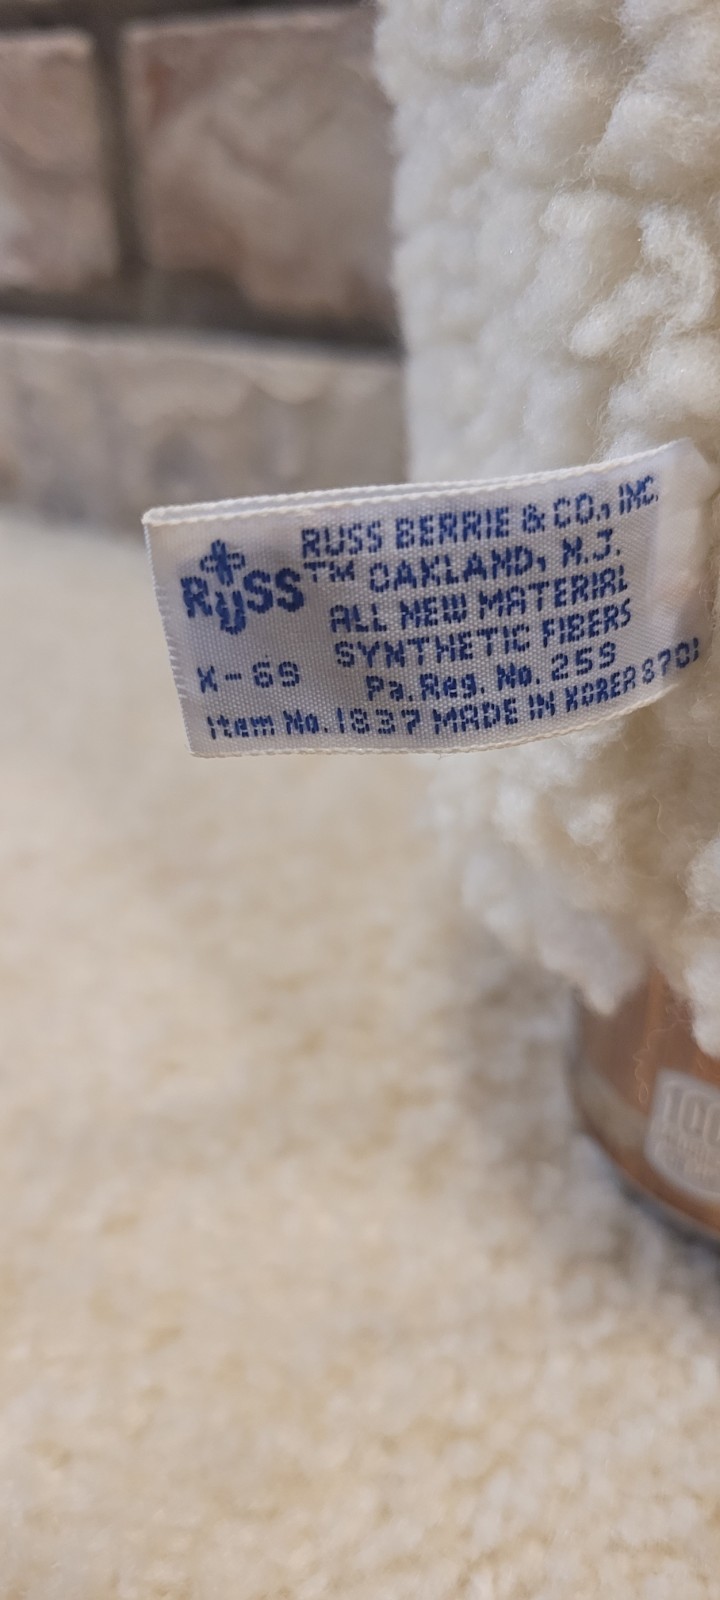 RUSS
RUSS BERRIE & CO., INC.
™ OAKLAND, N.J.
ALL NEW MATERIAL
SYNTHETIC FIBERS
K-69 Pa. Reg. No. 259
Item No. 1837 MADE IN KOREA 8701
100